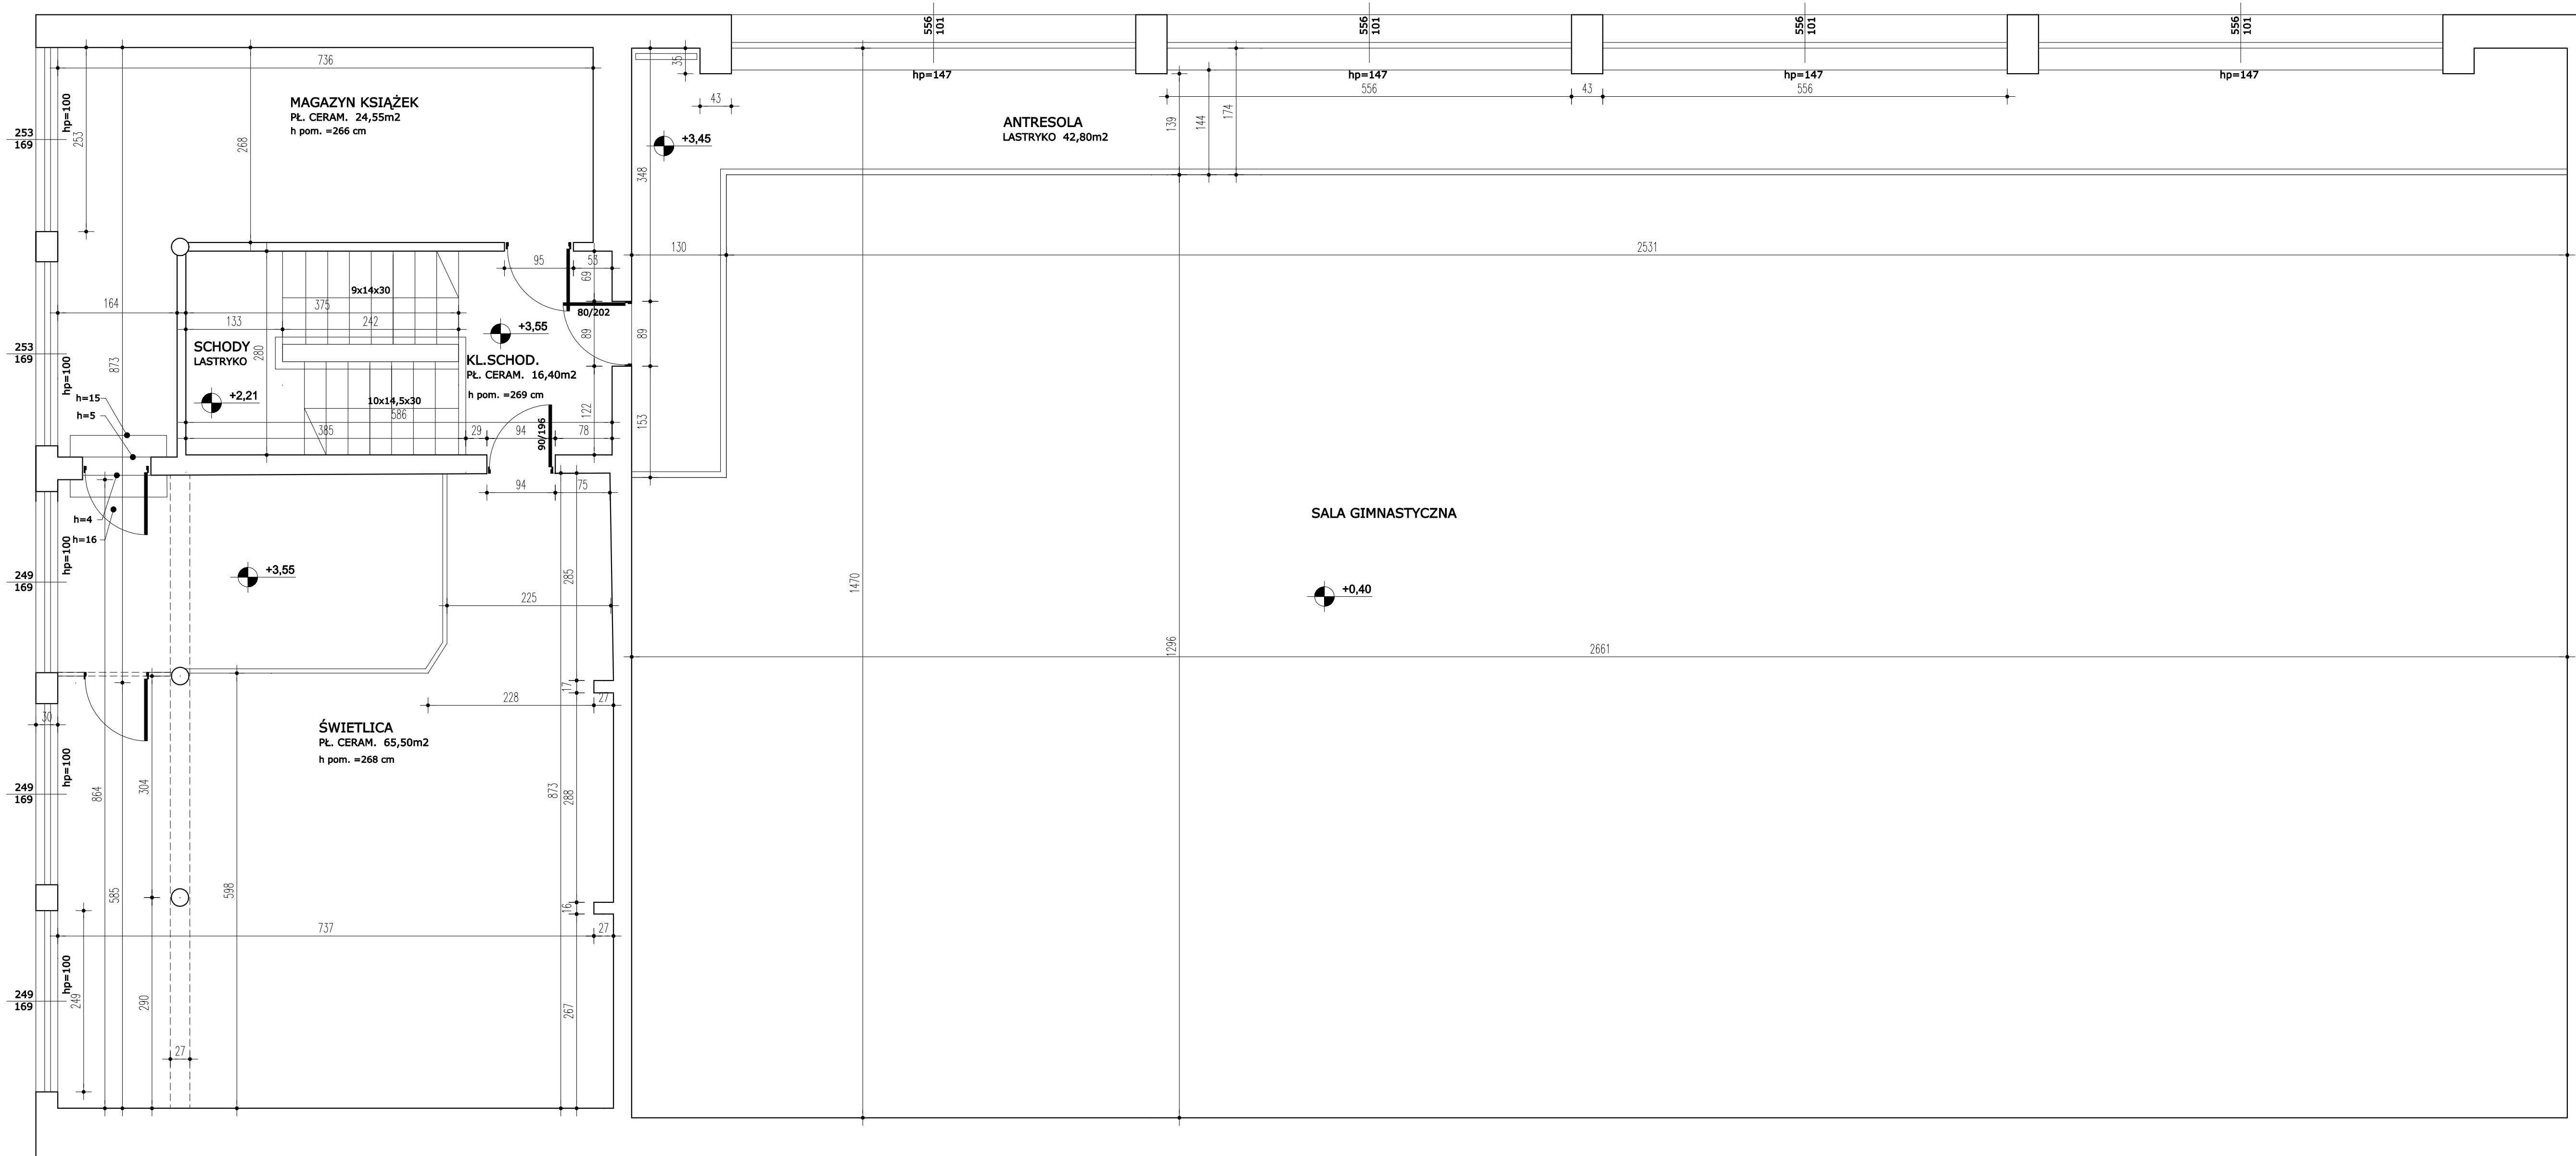 556
101
556
101
556
101
556
101
hp=147
hp=147
hp=147
hp=147
736
35
43
556
43
556
139
144
174
MAGAZYN KSIĄŻEK
PŁ. CERAM. 24,55m2
h pom. =266 cm
hp=100
253
169
253
268
+3,45
348
ANTRESOLA
LASTRYKO 42,80m2
130
2531
95
53
69
9x14x30
375
164
133
242
80/202
89
89
+3,55
SCHODY
LASTRYKO
280
KL.SCHOD.
PŁ. CERAM. 16,40m2
h pom. =269 cm
253
169
hp=100
873
+2,21
h=15
h=5
10x14,5x30
586
385
29
94
78
90/196
122
153
94
75
h=4
h=16
hp=100
249
169
+3,55
285
225
1470
SALA GIMNASTYCZNA
+0,40
1296
2661
17
228
27
30
ŚWIETLICA
PŁ. CERAM. 65,50m2
h pom. =268 cm
hp=100
249
169
864
304
873
288
585
598
16
737
27
hp=100
249
169
249
290
267
27